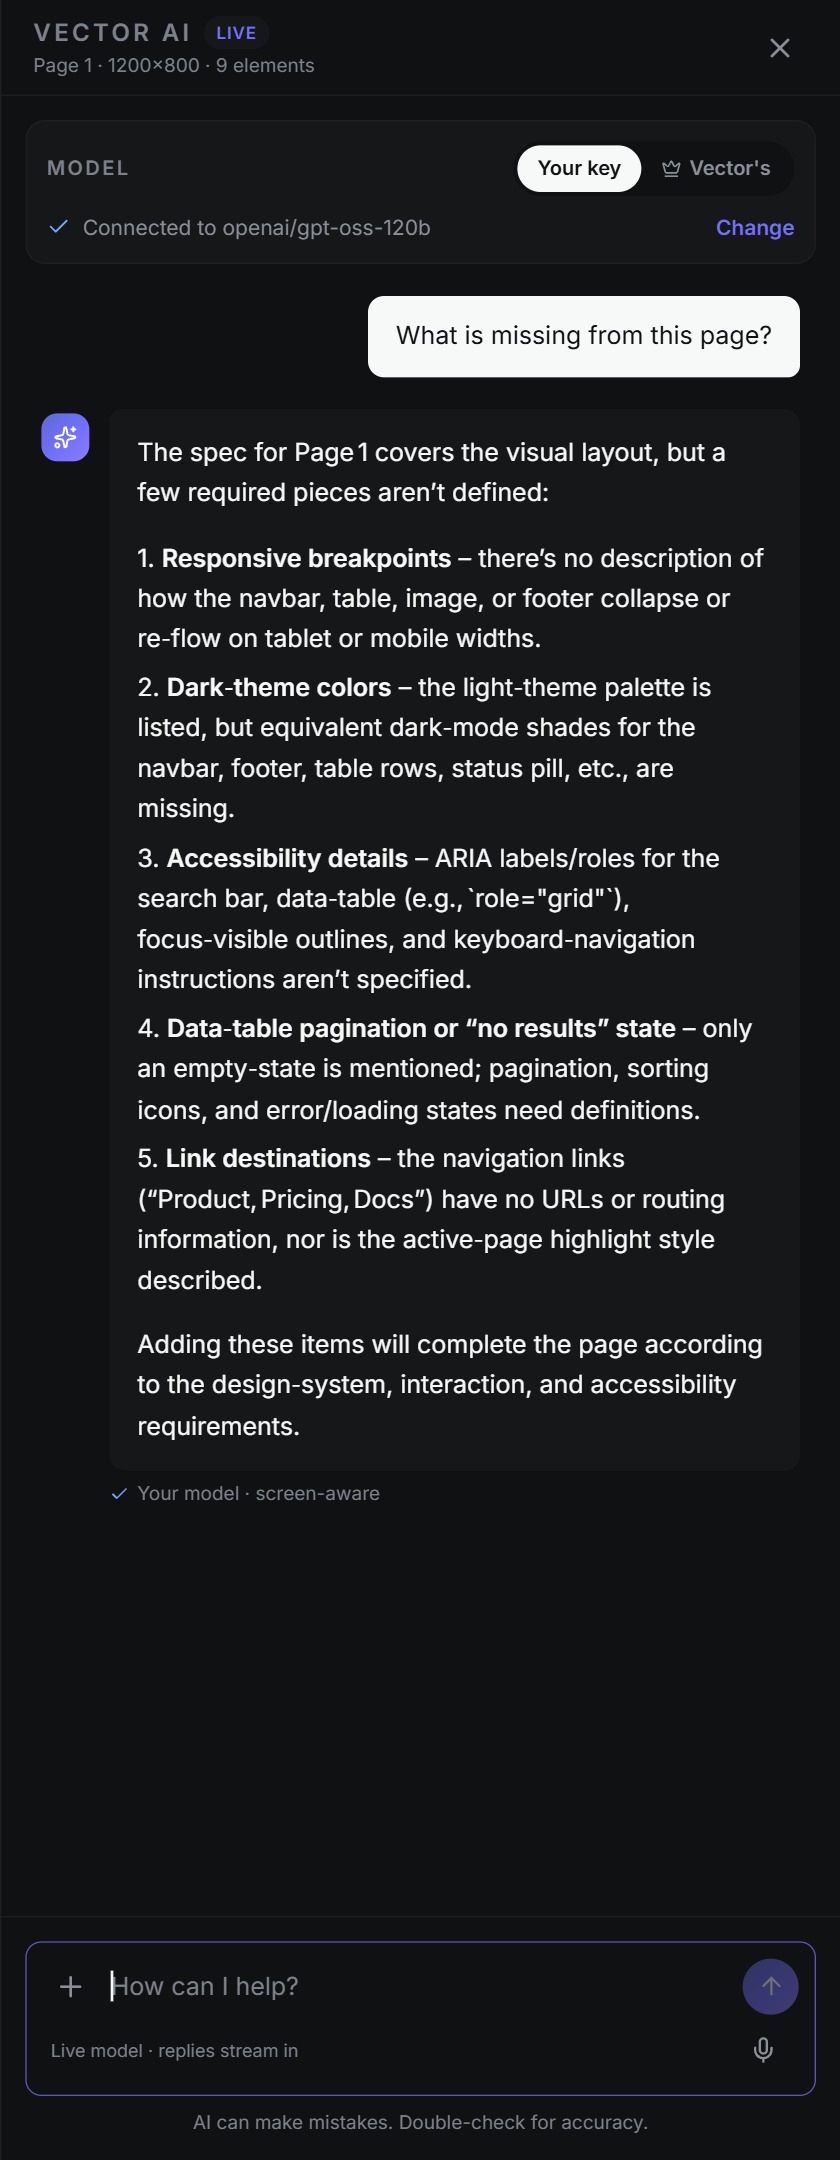 VECTOR AI LIVE
Page 1 · 1200×800 · 9 elements
MODEL
Your key
Vector's
Connected to openai/gpt-oss-120b
Change
What is missing from this page?
The spec for Page 1 covers the visual layout, but a
few required pieces aren’t defined:
1. Responsive breakpoints – there’s no description of
how the navbar, table, image, or footer collapse or
re-flow on tablet or mobile widths.
2. Dark-theme colors – the light-theme palette is
listed, but equivalent dark-mode shades for the
navbar, footer, table rows, status pill, etc., are
missing.
3. Accessibility details – ARIA labels/roles for the
search bar, data-table (e.g., `role="grid"`),
focus-visible outlines, and keyboard-navigation
instructions aren’t specified.
4. Data-table pagination or “no results” state – only
an empty-state is mentioned; pagination, sorting
icons, and error/loading states need definitions.
5. Link destinations – the navigation links
(“Product, Pricing, Docs”) have no URLs or routing
information, nor is the active-page highlight style
described.
Adding these items will complete the page according
to the design-system, interaction, and accessibility
requirements.
Your model · screen-aware
How can I help?
Live model · replies stream in
AI can make mistakes. Double-check for accuracy.